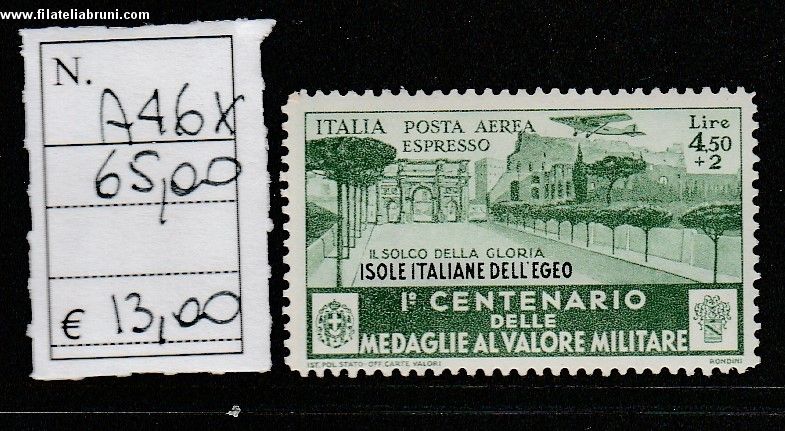 www.filateliabruni.com
N.
A46X
65,00
€ 13,00
ITALIA POSTA AEREA
ESPRESSO
Lire
4,50
+2
IL SOLCO DELLA GLORIA
ISOLE ITALIANE DELL'EGEO
Iº CENTENARIO
DELLE
MEDAGLIE AL VALORE MILITARE
IST. POL. STATO-OFF. CARTE VALORI
RONDINI